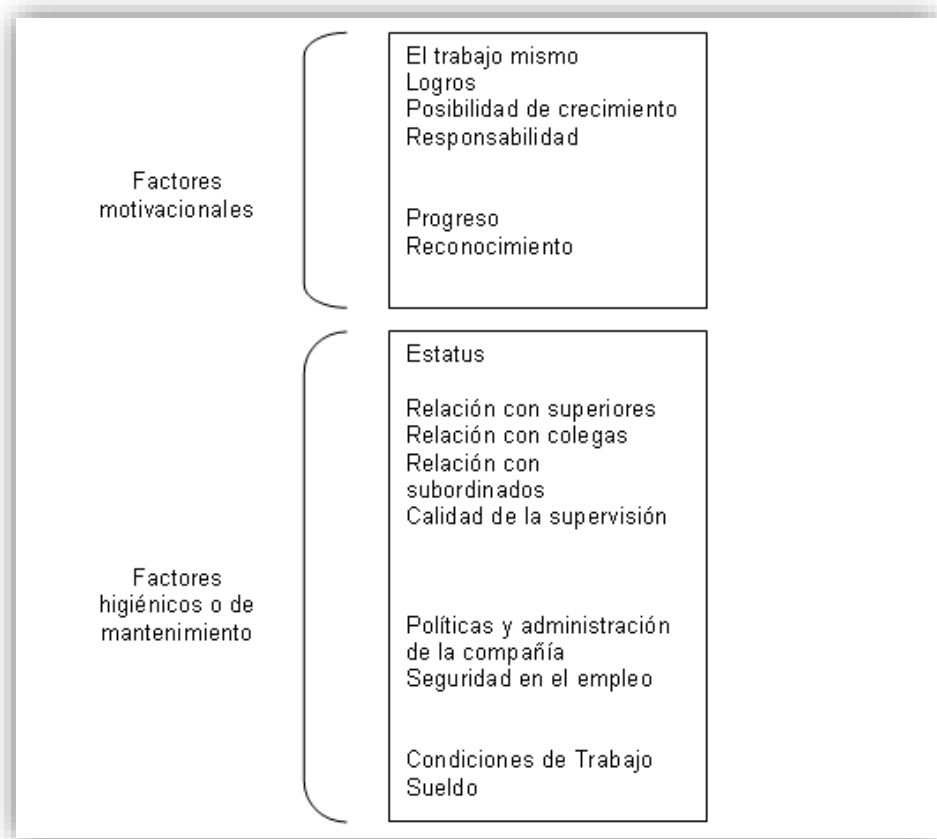 El trabajo mismo
Logros
Posibilidad de crecimiento
Responsabilidad
Factores
motivacionales
Progreso
Reconocimiento
Estatus
Relación con superiores
Relación con colegas
Relación con
subordinados
Calidad de la supervisión
Factores
higiénicos o de
mantenimiento
Políticas y administración
de la compañía
Seguridad en el empleo
Condiciones de Trabajo
Sueldo